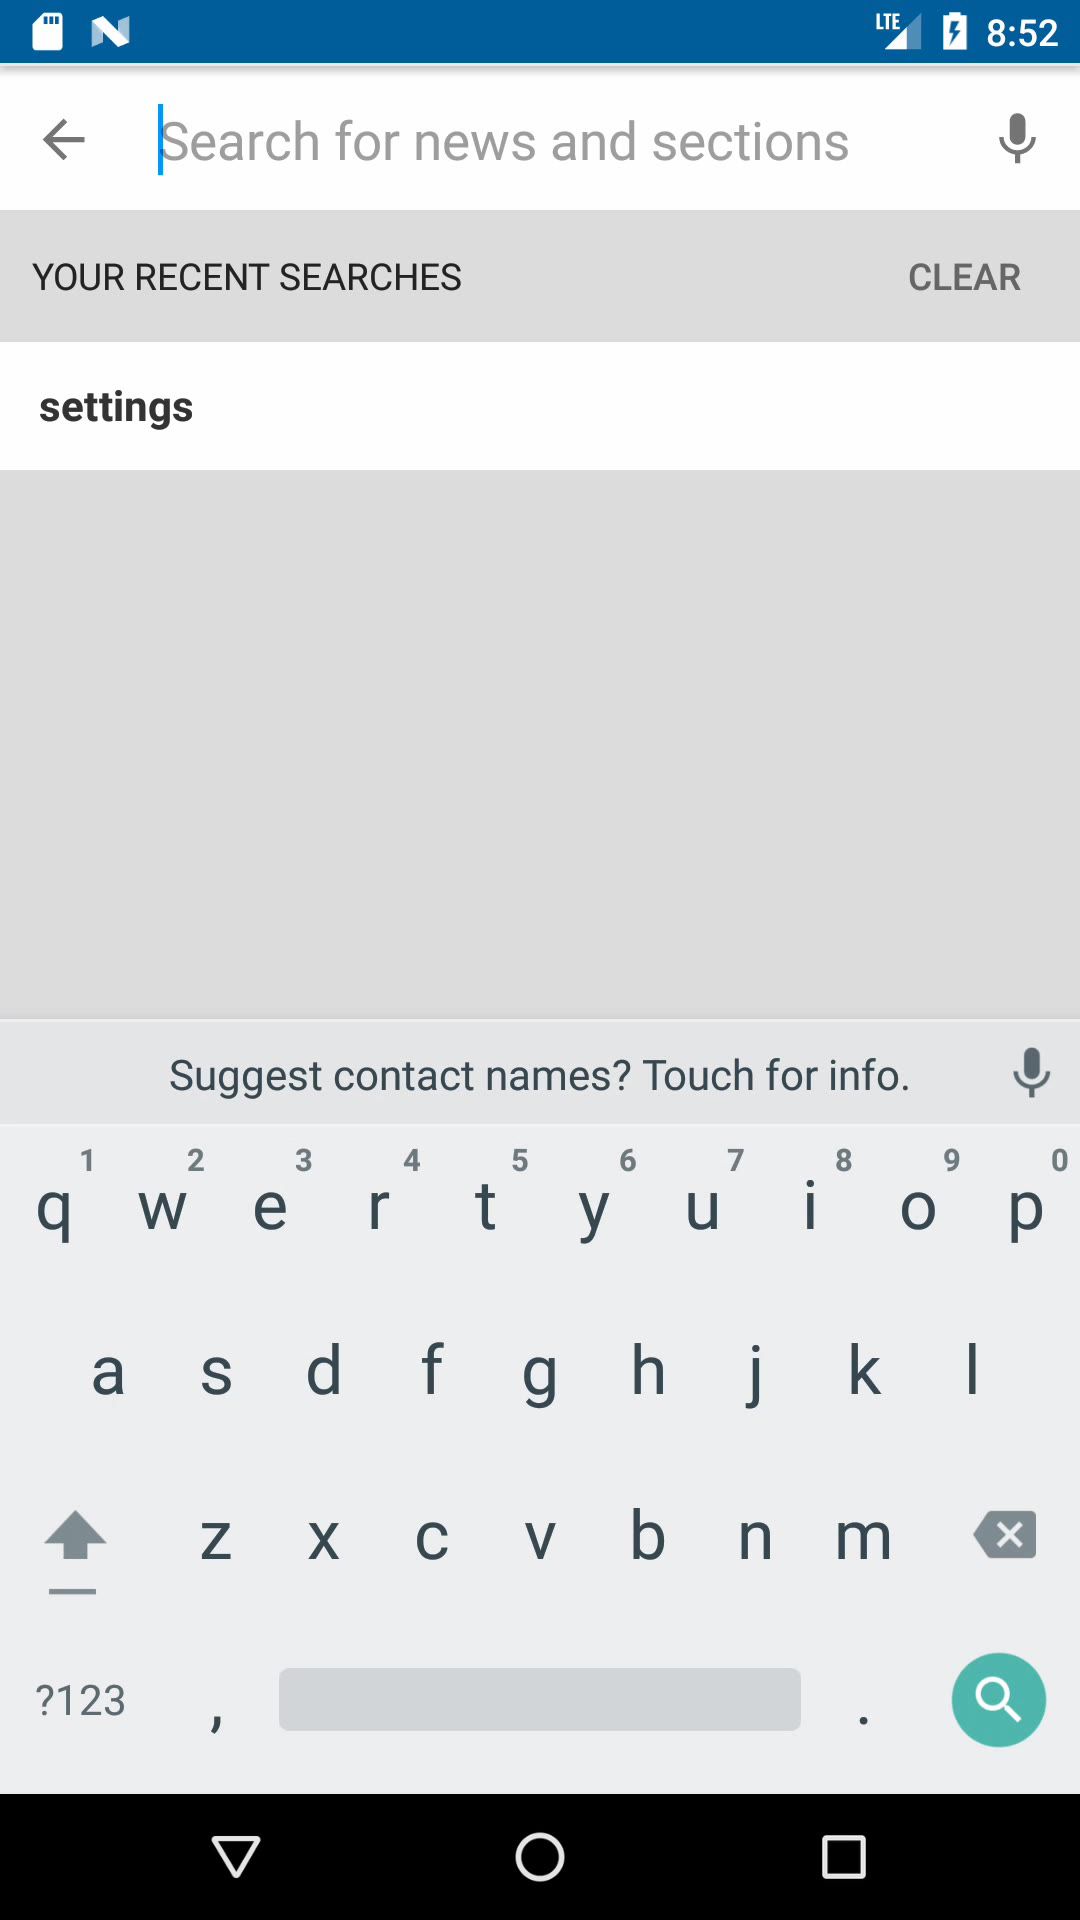 LTE 8:52
Search for news and sections
YOUR RECENT SEARCHES CLEAR
settings
Suggest contact names? Touch for info.
1 2 3 4 5 6 7 8 9 0
q w e r t y u i o p
a s d f g h j k l
z x c v b n m
?123 , .